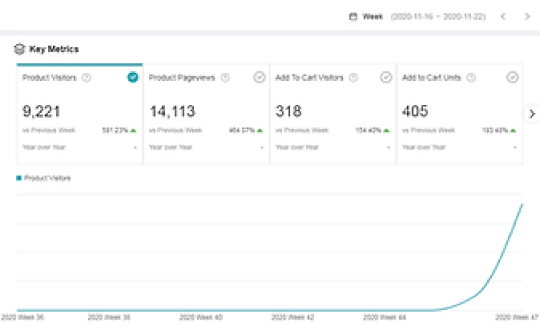 Week (2020-11-16 ~ 2020-11-22)
Key Metrics
Product Visitors Product Pageviews Add To Cart Visitors Add to Cart Units
9,221 14,113 318 405
vs Previous Week 591.23% vs Previous Week 464.07% vs Previous Week 154.40% vs Previous Week 193.48%
Year over Year - Year over Year - Year over Year - Year over Year -
Product Visitors
2020 Week 36 2020 Week 38 2020 Week 40 2020 Week 42 2020 Week 44 2020 Week 47